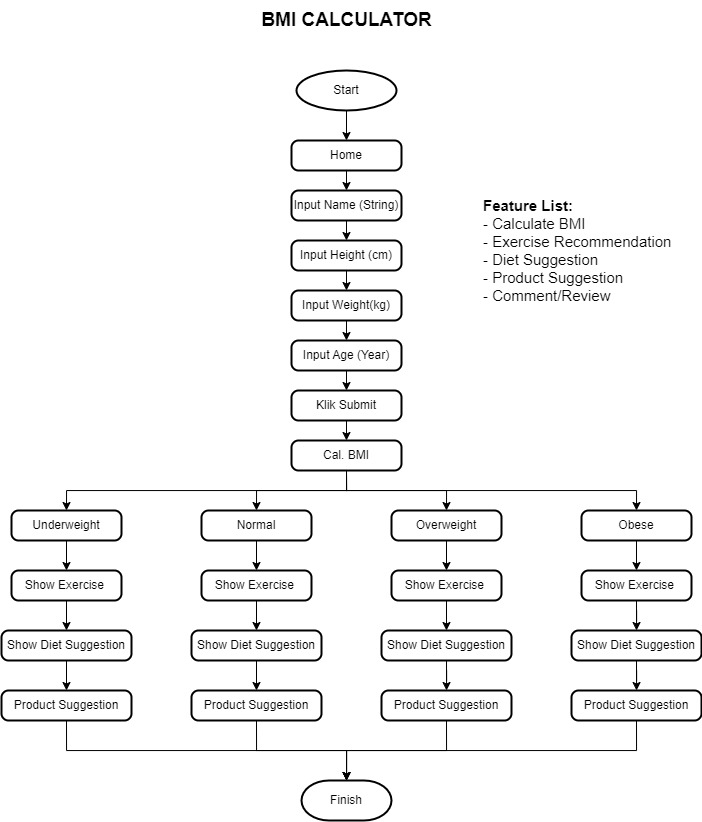 BMI CALCULATOR
Start
Home
Input Name (String)
Input Height (cm)
Input Weight(kg)
Input Age (Year)
Klik Submit
Cal. BMI
Feature List:
- Calculate BMI
- Exercise Recommendation
- Diet Suggestion
- Product Suggestion
- Comment/Review
Underweight
Normal
Overweight
Obese
Show Exercise
Show Exercise
Show Exercise
Show Exercise
Show Diet Suggestion
Show Diet Suggestion
Show Diet Suggestion
Show Diet Suggestion
Product Suggestion
Product Suggestion
Product Suggestion
Product Suggestion
Finish